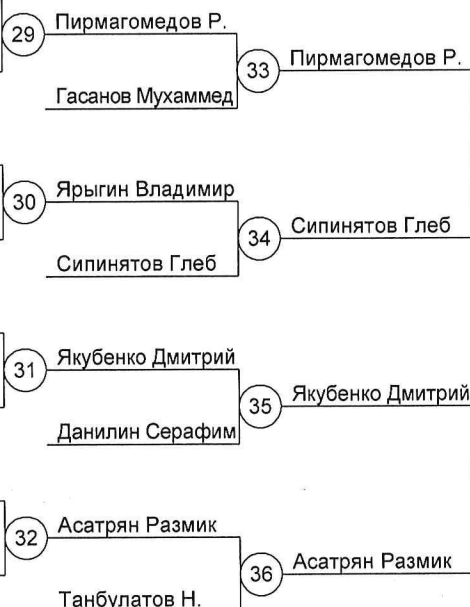 29
Пирмагомедов Р.
33
Пирмагомедов Р.
Гасанов Мухаммед
30
Ярыгин Владимир
34
Сипинятов Глеб
Сипинятов Глеб
31
Якубенко Дмитрий
35
Якубенко Дмитрий
Данилин Серафим
32
Асатрян Размик
36
Асатрян Размик
Танбулатов Н.